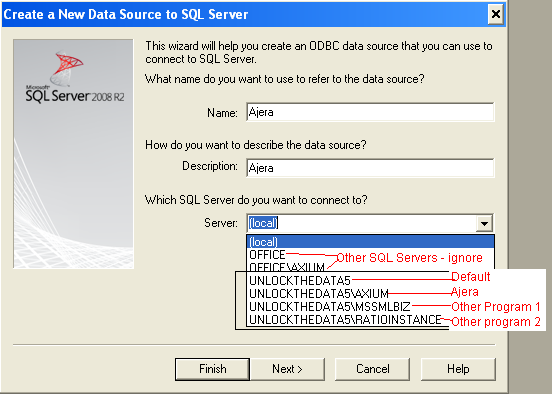 Create a New Data Source to SQL Server
This wizard will help you create an ODBC data source that you can use to
connect to SQL Server.
What name do you want to use to refer to the data source?
Microsoft
SQL Server 2008 R2
Name: Ajera
How do you want to describe the data source?
Description: Ajera
Which SQL Server do you want to connect to?
Server: (local)
(local)
OFFICE
Other SQL Servers - ignore
OFFICE\AXIUM
UNLOCKTHEDATA5 Default
UNLOCKTHEDATA5\AXIUM Ajera
UNLOCKTHEDATA5\MSSMLBIZ Other Program 1
UNLOCKTHEDATA5\RATIOINSTANCE Other program 2
Finish Next > Cancel Help